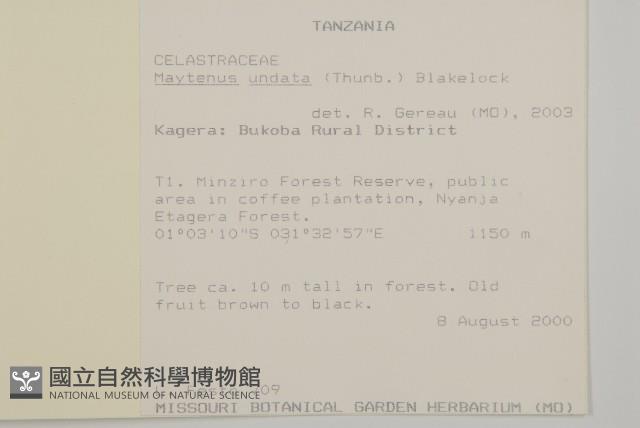 TANZANIA
CELASTRACEAE
Maytenus undata (Thunb.) Blakelock
det. R. Gereau (MO), 2003
Kagera: Bukoba Rural District
T1. Minziro Forest Reserve, public
area in coffee plantation, Nyanja
Etagera Forest.
01°03'10"S 031°32'57"E 1150 m
Tree ca. 10 m tall in forest. Old
fruit brown to black.
8 August 2000
國立自然科學博物館
NATIONAL MUSEUM OF NATURAL SCIENCE
MISSOURI BOTANICAL GARDEN HERBARIUM (MO)